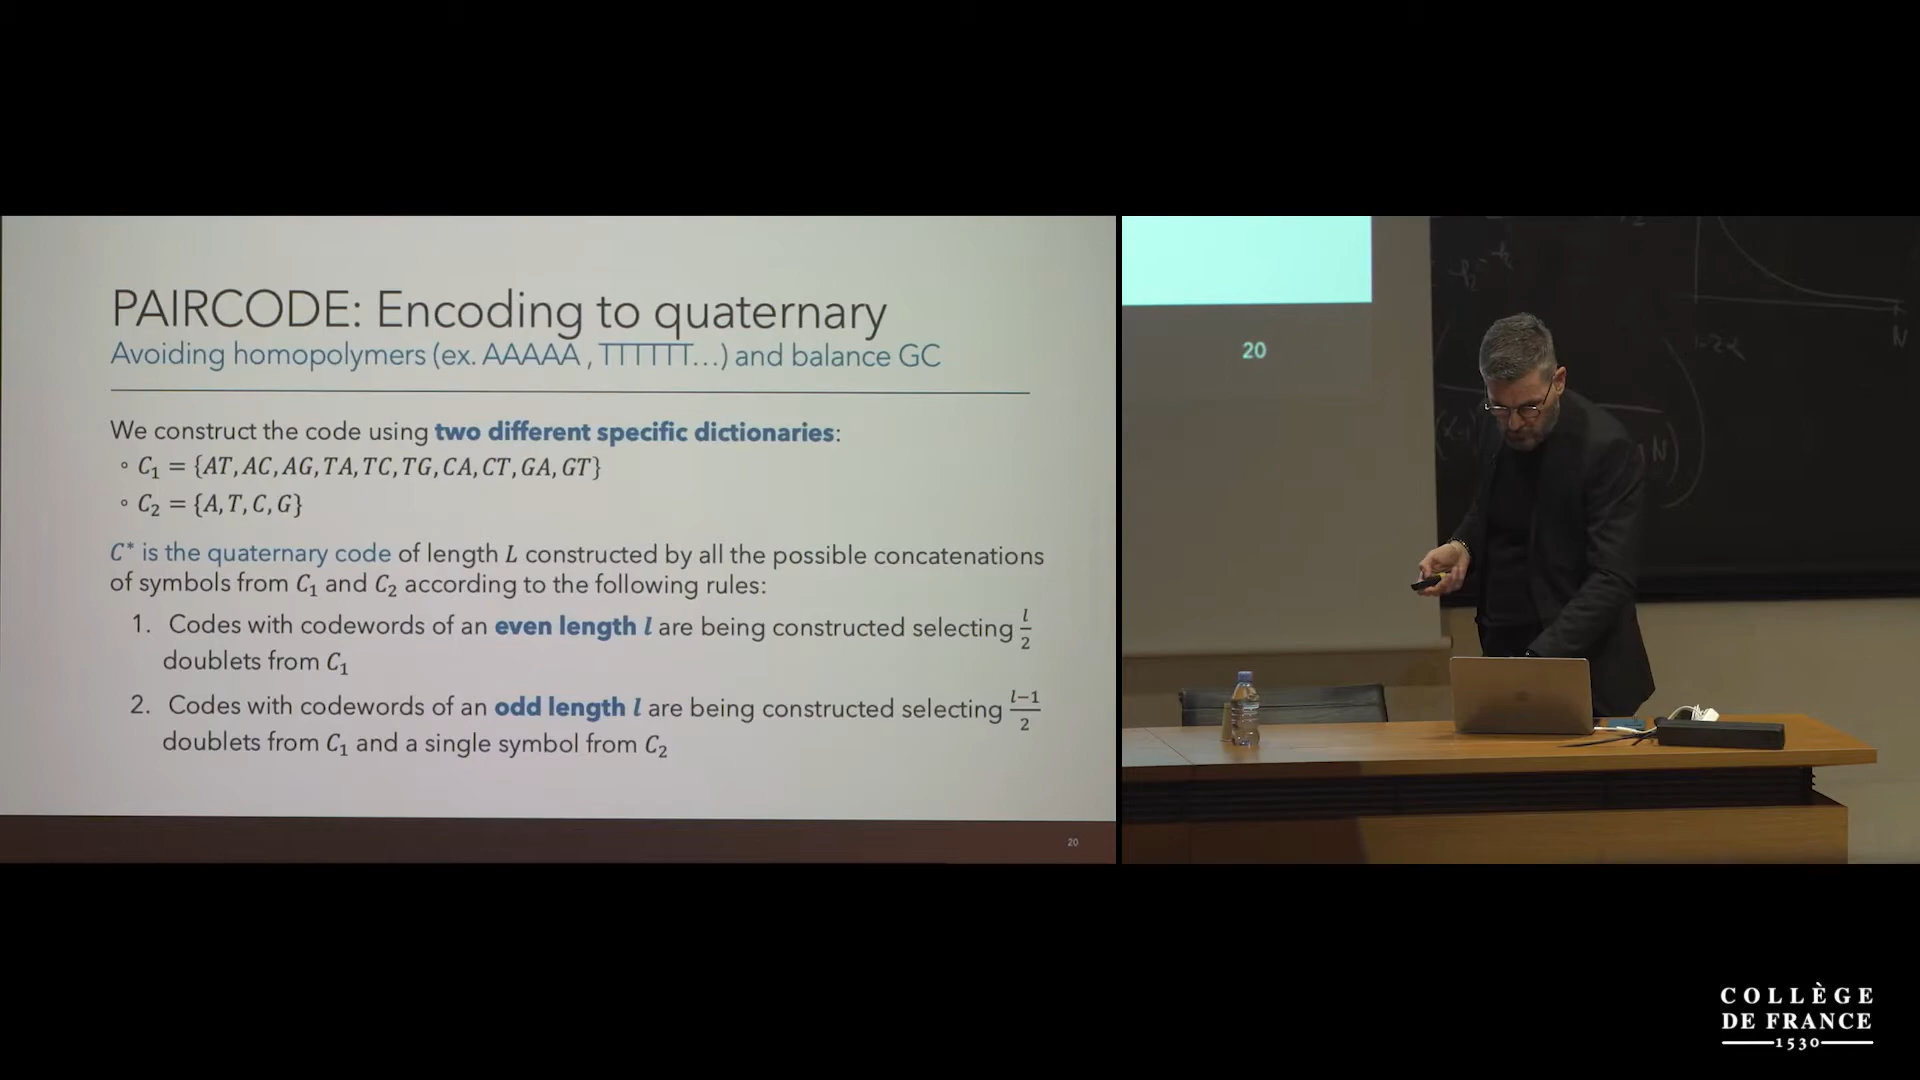 PAIRCODE: Encoding to quaternary
Avoiding homopolymers (ex. AAAAA , TTTTTT…) and balance GC
We construct the code using two different specific dictionaries:
◦ C₁ = {AT, AC, AG, TA, TC, TG, CA, CT, GA, GT}
◦ C₂ = {A, T, C, G}
C* is the quaternary code of length L constructed by all the possible concatenations
of symbols from C₁ and C₂ according to the following rules:
1. Codes with codewords of an even length l are being constructed selecting l/2
doublets from C₁
2. Codes with codewords of an odd length l are being constructed selecting (l−1)/2
doublets from C₁ and a single symbol from C₂
20
20
N
COLLÈGE
DE FRANCE
1530